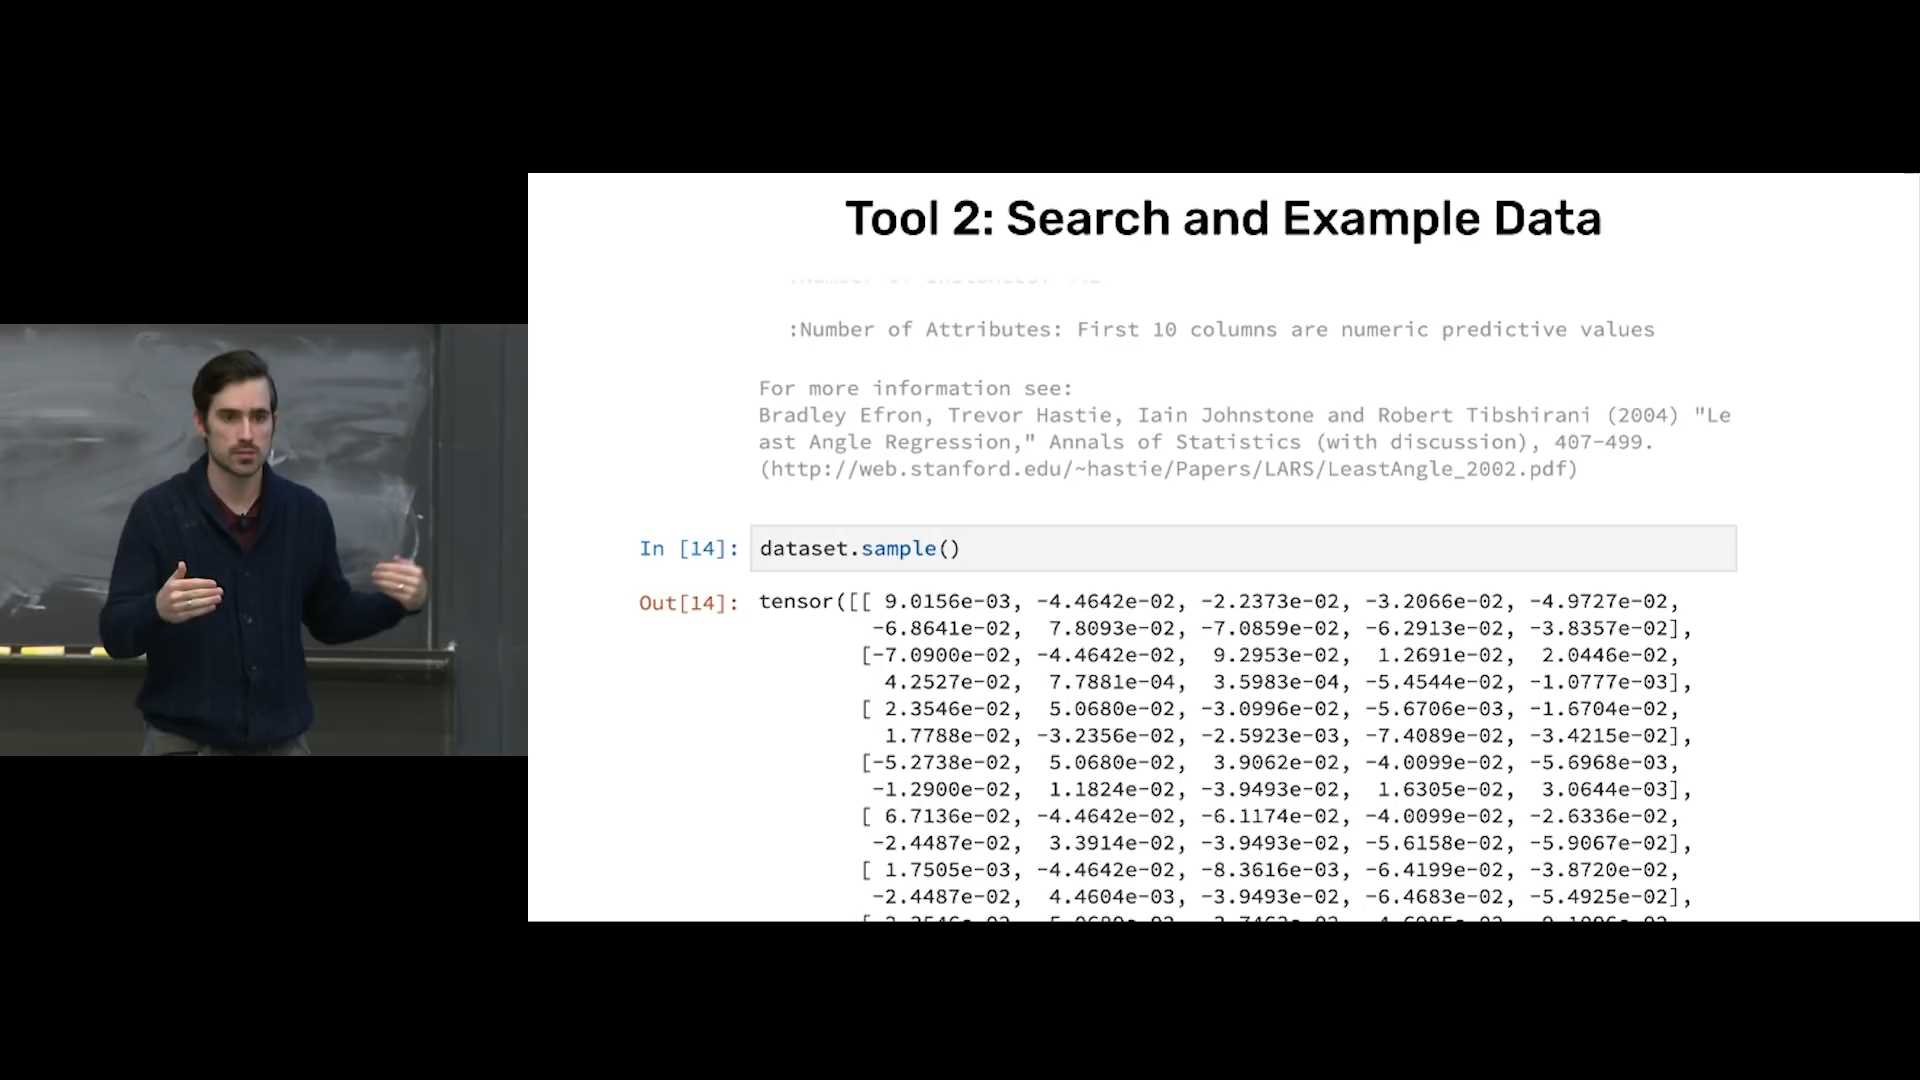 Tool 2: Search and Example Data
:Number of Instances: 442
:Number of Attributes: First 10 columns are numeric predictive values
For more information see:
Bradley Efron, Trevor Hastie, Iain Johnstone and Robert Tibshirani (2004) "Le
ast Angle Regression," Annals of Statistics (with discussion), 407-499.
(http://web.stanford.edu/~hastie/Papers/LARS/LeastAngle_2002.pdf)
In [14]: dataset.sample()
Out[14]: tensor([[ 9.0156e-03, -4.4642e-02, -2.2373e-02, -3.2066e-02, -4.9727e-02,
-6.8641e-02, 7.8093e-02, -7.0859e-02, -6.2913e-02, -3.8357e-02],
[-7.0900e-02, -4.4642e-02, 9.2953e-02, 1.2691e-02, 2.0446e-02,
4.2527e-02, 7.7881e-04, 3.5983e-04, -5.4544e-02, -1.0777e-03],
[ 2.3546e-02, 5.0680e-02, -3.0996e-02, -5.6706e-03, -1.6704e-02,
1.7788e-02, -3.2356e-02, -2.5923e-03, -7.4089e-02, -3.4215e-02],
[-5.2738e-02, 5.0680e-02, 3.9062e-02, -4.0099e-02, -5.6968e-03,
-1.2900e-02, 1.1824e-02, -3.9493e-02, 1.6305e-02, 3.0644e-03],
[ 6.7136e-02, -4.4642e-02, -6.1174e-02, -4.0099e-02, -2.6336e-02,
-2.4487e-02, 3.3914e-02, -3.9493e-02, -5.6158e-02, -5.9067e-02],
[ 1.7505e-03, -4.4642e-02, -8.3616e-03, -6.4199e-02, -3.8720e-02,
-2.4487e-02, 4.4604e-03, -3.9493e-02, -6.4683e-02, -5.4925e-02],